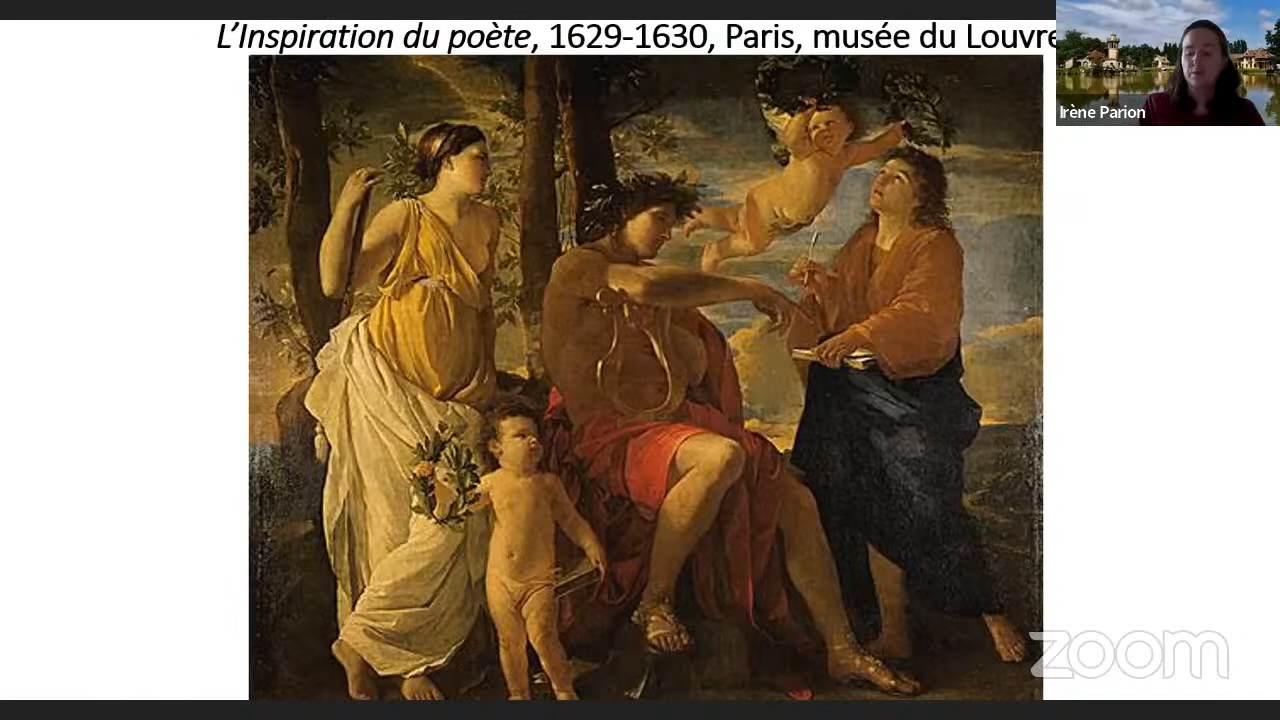 L'Inspiration du poète, 1629-1630, Paris, musée du Louvre
Irène Parion
zoom